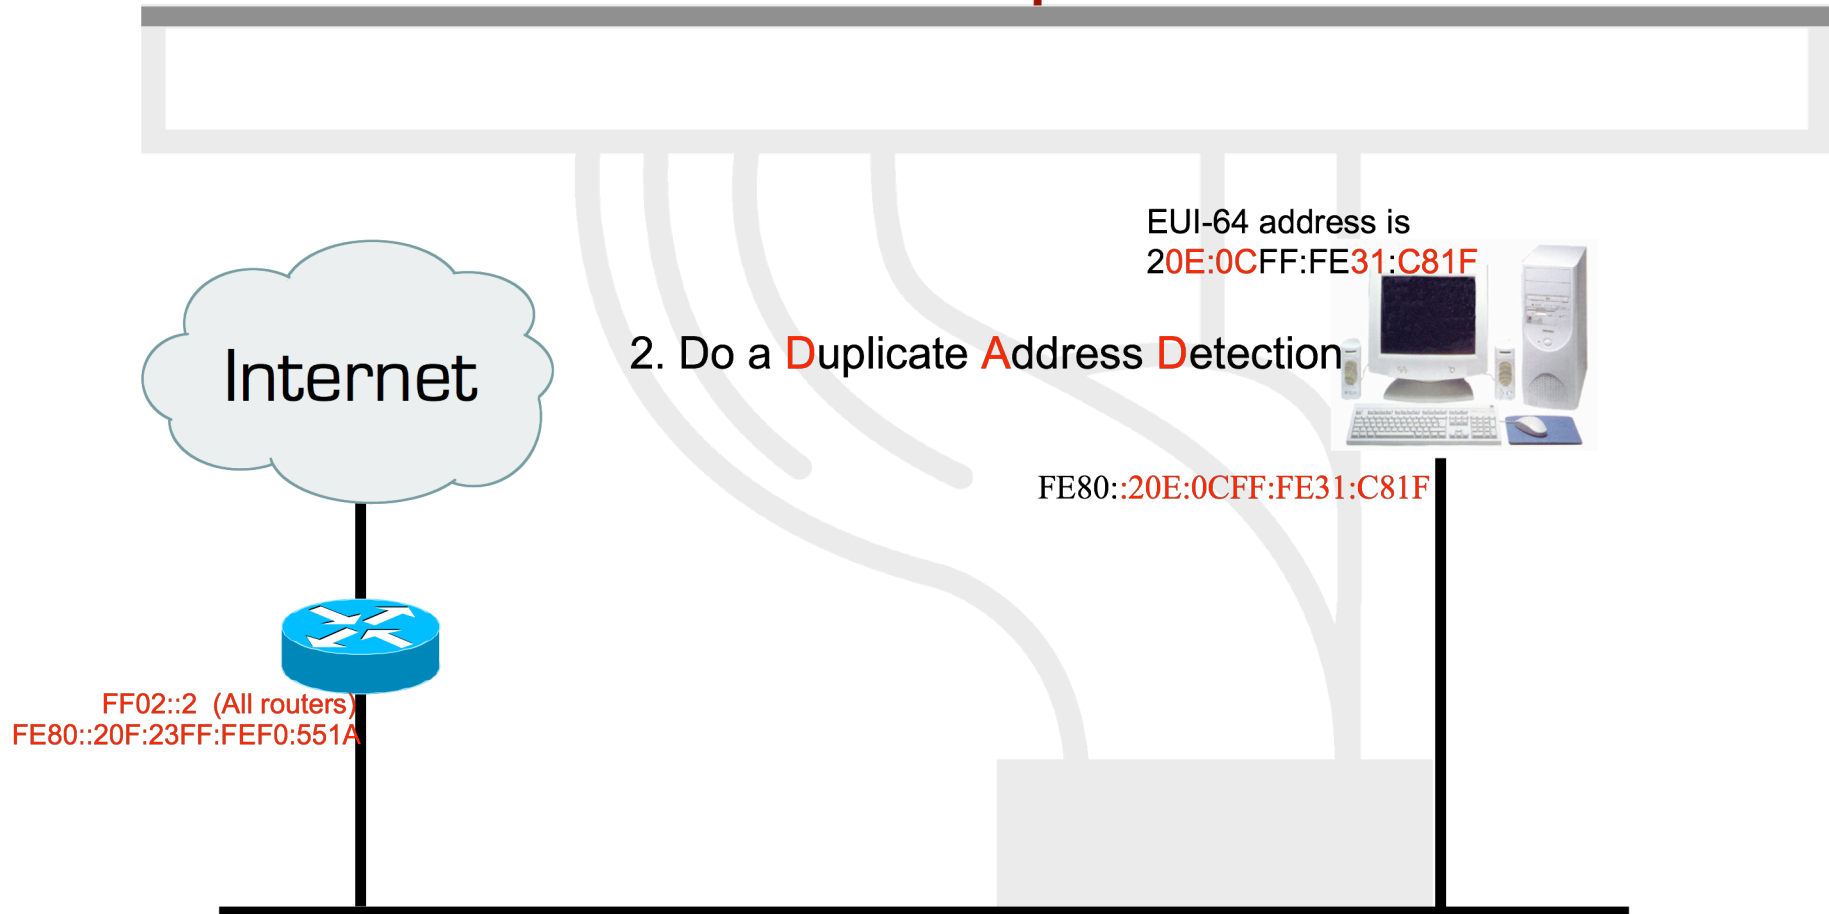 EUI-64 address is
20E:0CFF:FE31:C81F
Internet
2. Do a Duplicate Address Detection
FE80::20E:0CFF:FE31:C81F
FF02::2 (All routers)
FE80::20F:23FF:FEF0:551A